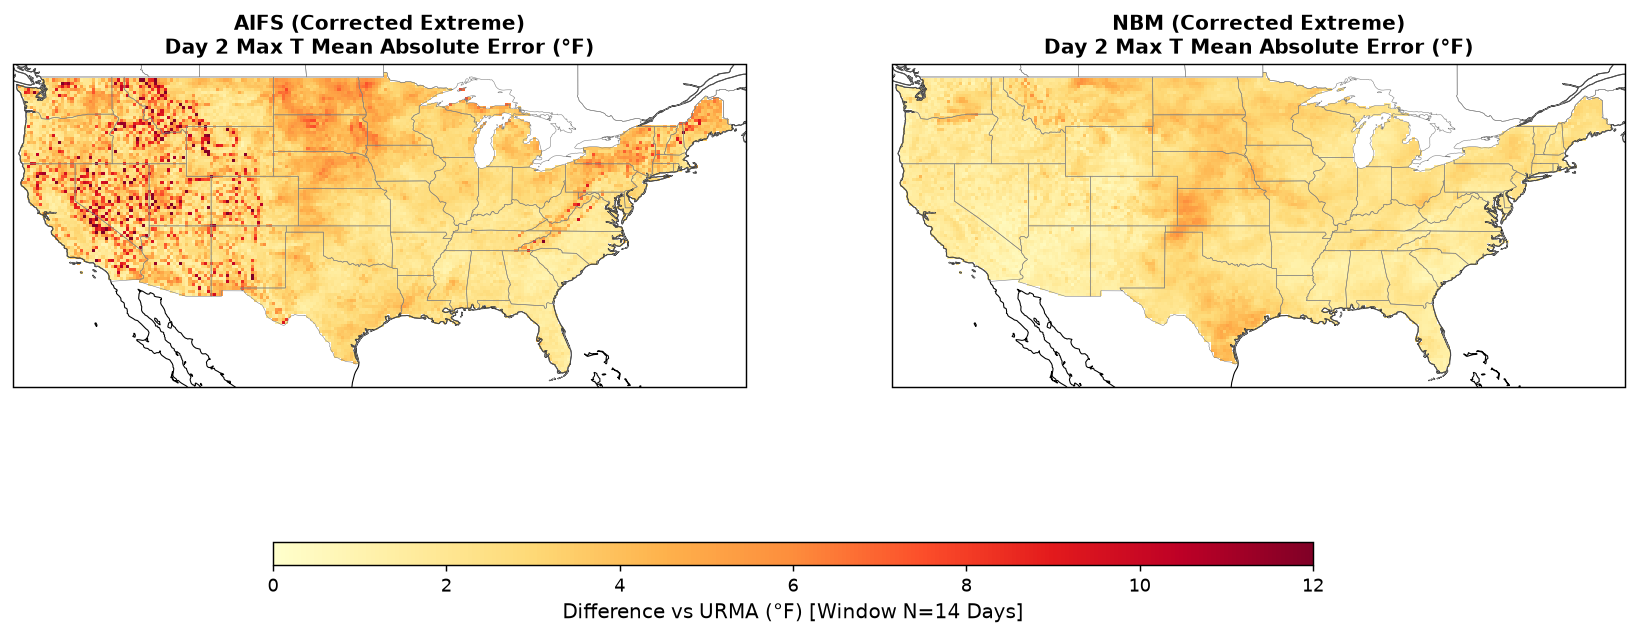 AIFS (Corrected Extreme)
Day 2 Max T Mean Absolute Error (°F)
NBM (Corrected Extreme)
Day 2 Max T Mean Absolute Error (°F)
0 2 4 6 8 10 12
Difference vs URMA (°F) [Window N=14 Days]